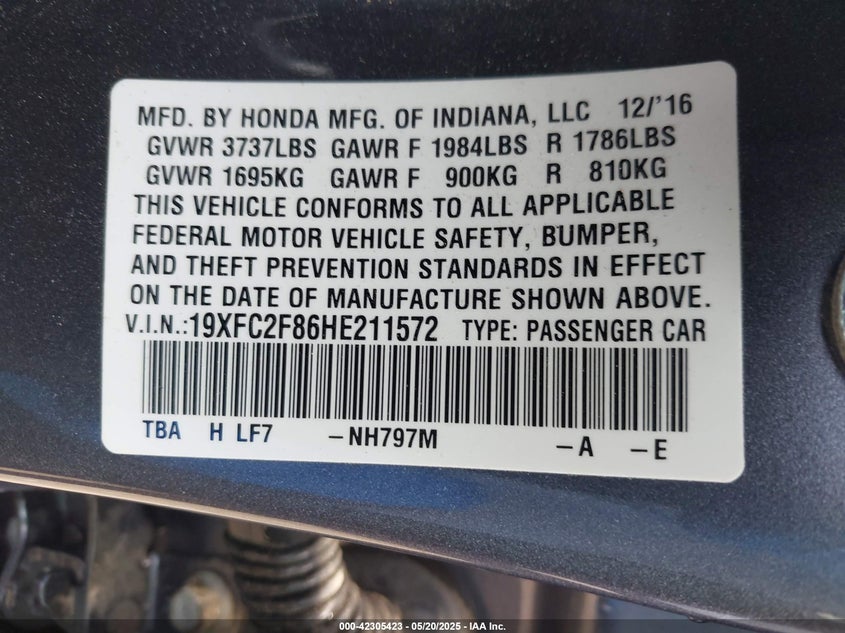 MFD. BY HONDA MFG. OF INDIANA, LLC 12/'16
GVWR 3737LBS GAWR F 1984LBS R 1786LBS
GVWR 1695KG GAWR F 900KG R 810KG
THIS VEHICLE CONFORMS TO ALL APPLICABLE
FEDERAL MOTOR VEHICLE SAFETY, BUMPER,
AND THEFT PREVENTION STANDARDS IN EFFECT
ON THE DATE OF MANUFACTURE SHOWN ABOVE.
V.I.N.:19XFC2F86HE211572 TYPE: PASSENGER CAR
TBA H LF7 -NH797M -A -E
000-42305423 - 05/20/2025 - IAA Inc.